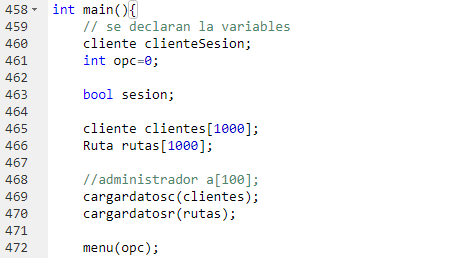 458 int main(){
459 // se declaran la variables
460 cliente clienteSesion;
461 int opc=0;
462
463 bool sesion;
464
465 cliente clientes[1000];
466 Ruta rutas[1000];
467
468 //administrador a[100];
469 cargardatosc(clientes);
470 cargardatosr(rutas);
471
472 menu(opc);